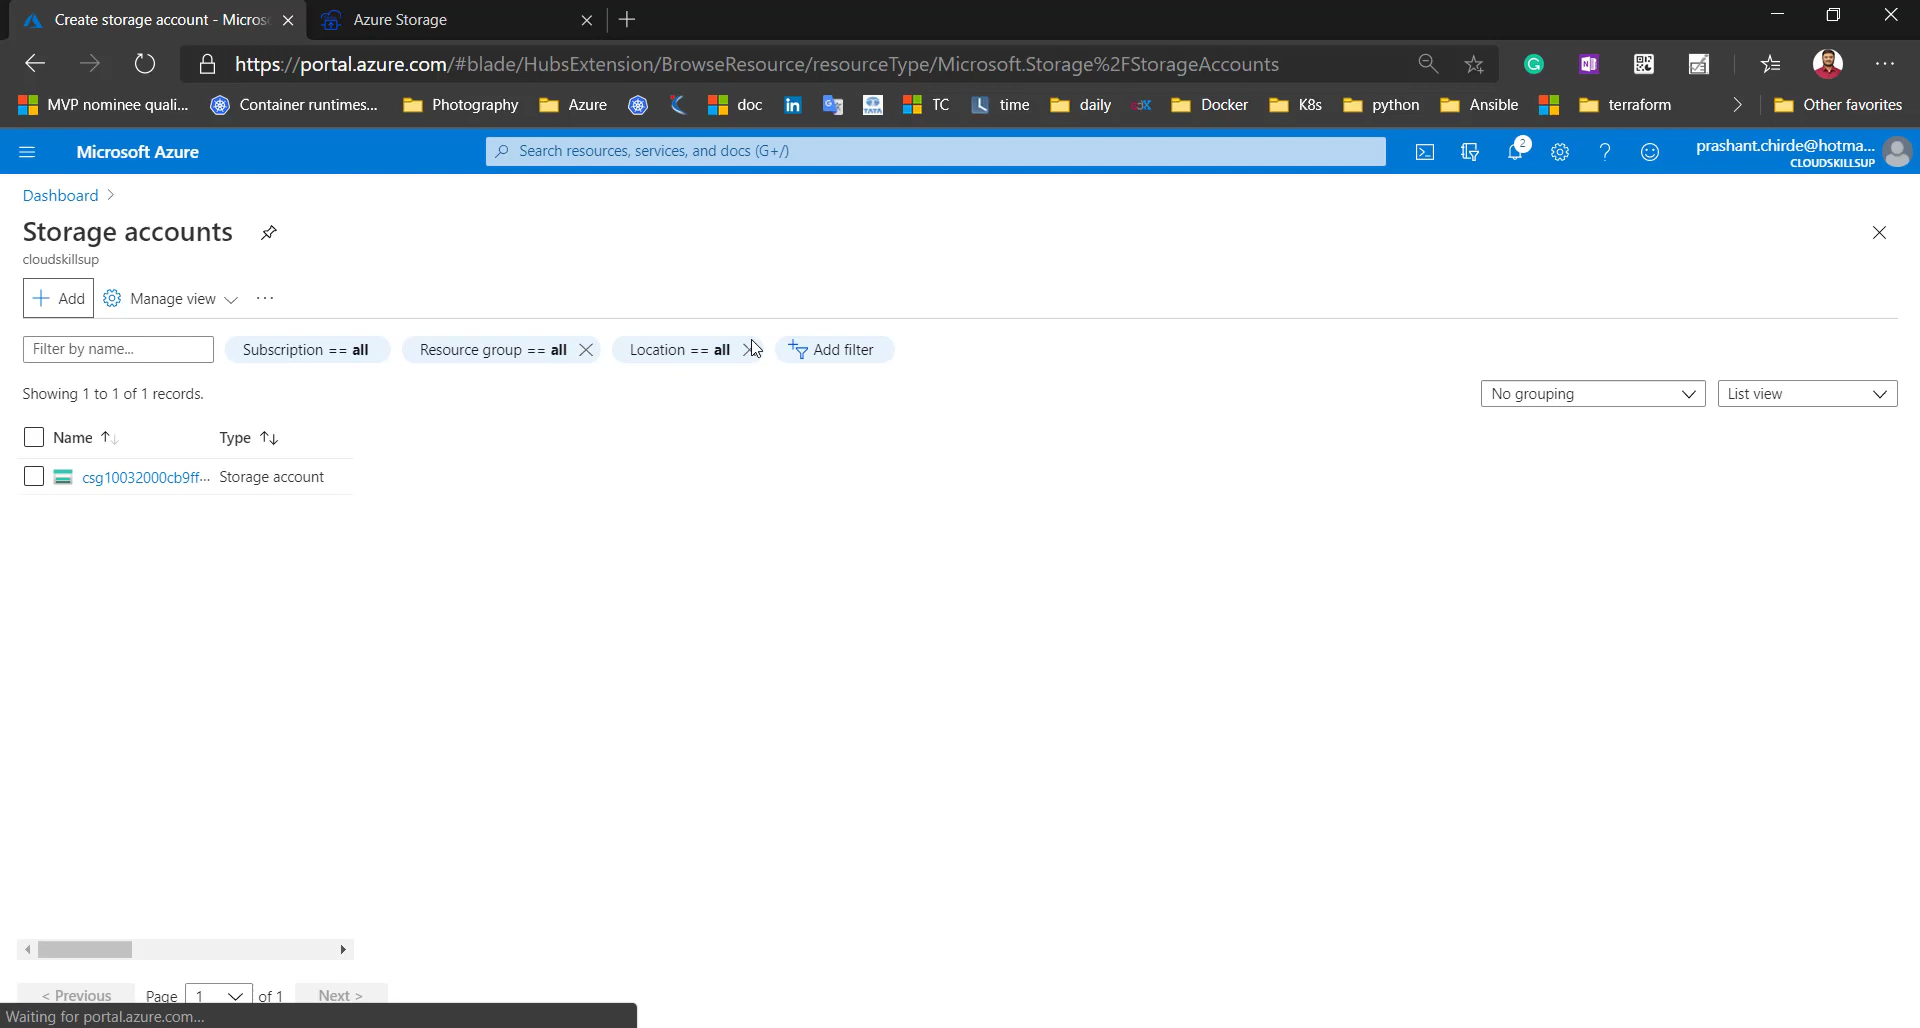 Create storage account - Micros
Azure Storage
https://portal.azure.com/#blade/HubsExtension/BrowseResource/resourceType/Microsoft.Storage%2FStorageAccounts
MVP nominee quali... Container runtimes... Photography Azure doc in TC L time daily Docker K8s python Ansible terraform Other favorites
Microsoft Azure
Search resources, services, and docs (G+/)
2
prashant.chirde@hotma...
CLOUDSKILLSUP
Dashboard >
Storage accounts
cloudskillsup
+ Add Manage view ...
Filter by name... Subscription == all Resource group == all Location == all Add filter
Showing 1 to 1 of 1 records.
No grouping List view
Name Type
csg10032000cb9ff... Storage account
< Previous Page 1 of 1 Next >
Waiting for portal.azure.com...